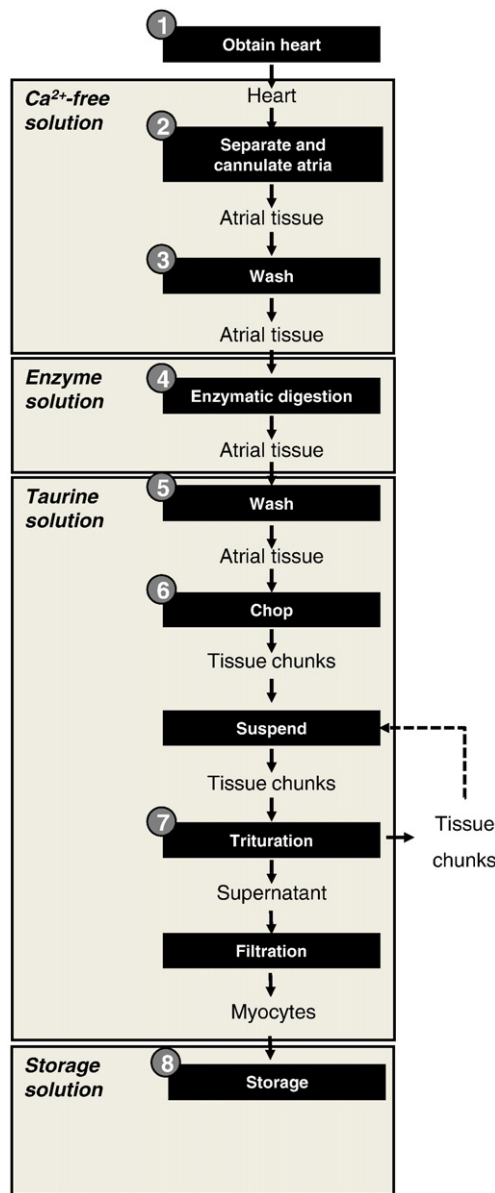 1
Obtain heart
Ca²⁺-free
solution
Heart
2
Separate and
cannulate atria
Atrial tissue
3
Wash
Atrial tissue
Enzyme
solution
4
Enzymatic digestion
Atrial tissue
Taurine
solution
5
Wash
Atrial tissue
6
Chop
Tissue chunks
Suspend
Tissue chunks
7
Trituration
Tissue
chunks
Supernatant
Filtration
Myocytes
Storage
solution
8
Storage